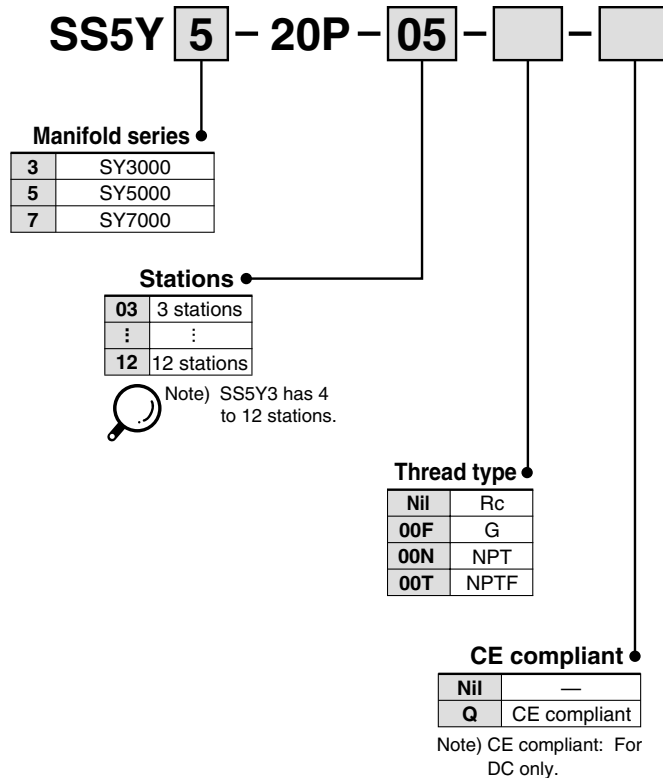 SS5Y 5 – 20P – 05 – –
Manifold series
3 SY3000
5 SY5000
7 SY7000
Stations
03 3 stations
⋮ ⋮
12 12 stations
Note) SS5Y3 has 4
to 12 stations.
Thread type
Nil Rc
00F G
00N NPT
00T NPTF
CE compliant
Nil —
Q CE compliant
Note) CE compliant: For
DC only.